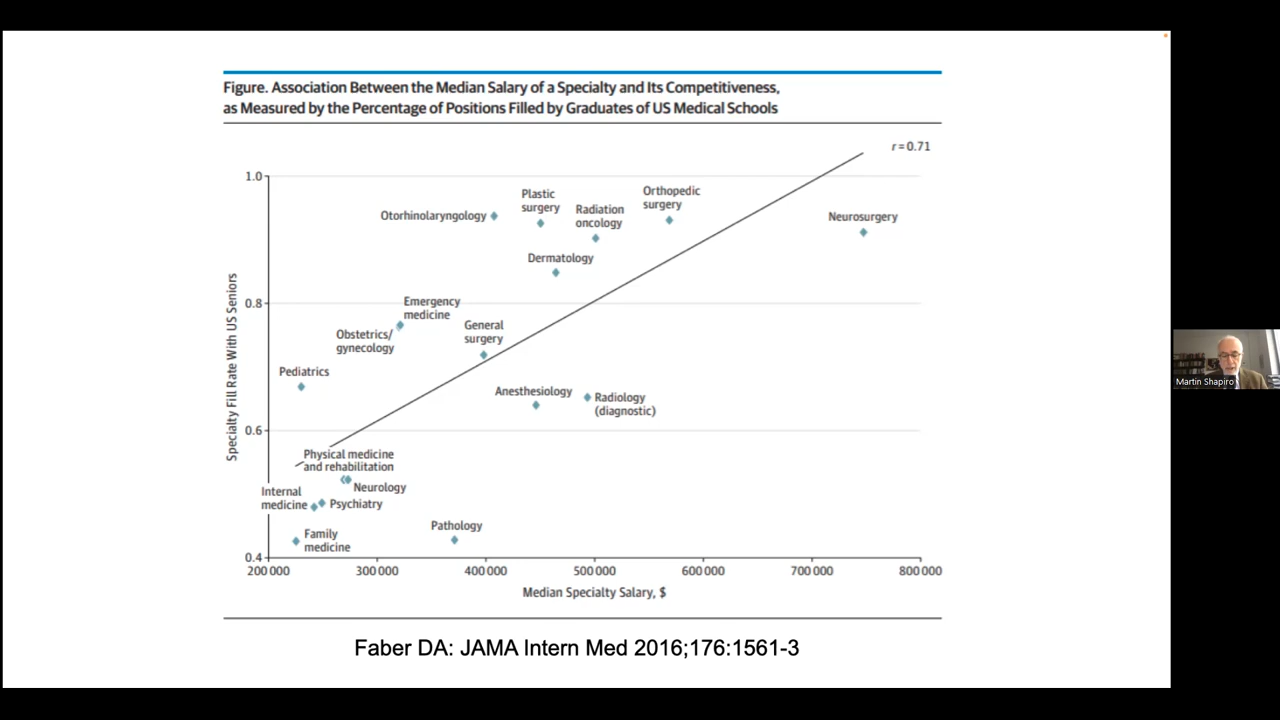 Figure. Association Between the Median Salary of a Specialty and Its Competitiveness,
as Measured by the Percentage of Positions Filled by Graduates of US Medical Schools
r=0.71
1.0
0.8
0.6
0.4
Specialty Fill Rate With US Seniors
Otorhinolaryngology
Plastic
surgery
Radiation
oncology
Orthopedic
surgery
Neurosurgery
Dermatology
Emergency
medicine
Obstetrics/
gynecology
General
surgery
Pediatrics
Anesthesiology
Radiology
(diagnostic)
Physical medicine
and rehabilitation
Neurology
Internal
medicine
Psychiatry
Family
medicine
Pathology
200 000
300 000
400 000
500 000
600 000
700 000
800 000
Median Specialty Salary, $
Faber DA: JAMA Intern Med 2016;176:1561-3
Martin Shapiro